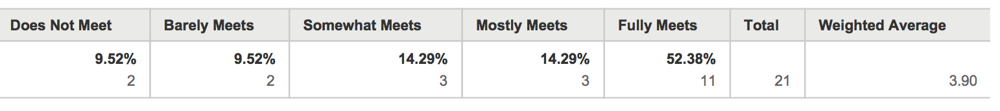 Does Not Meet Barely Meets Somewhat Meets Mostly Meets Fully Meets Total Weighted Average
9.52% 9.52% 14.29% 14.29% 52.38%
2 2 3 3 11 21 3.90